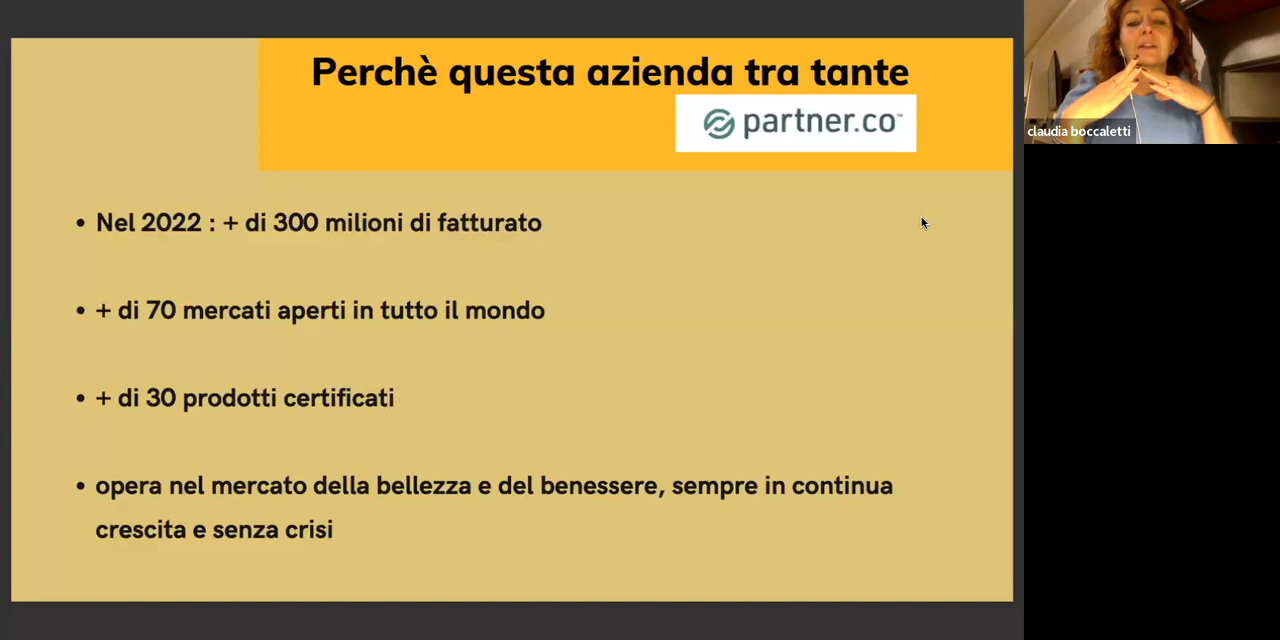 Perchè questa azienda tra tante
partner.co™
• Nel 2022 : + di 300 milioni di fatturato
• + di 70 mercati aperti in tutto il mondo
• + di 30 prodotti certificati
• opera nel mercato della bellezza e del benessere, sempre in continua
crescita e senza crisi
claudia boccaletti